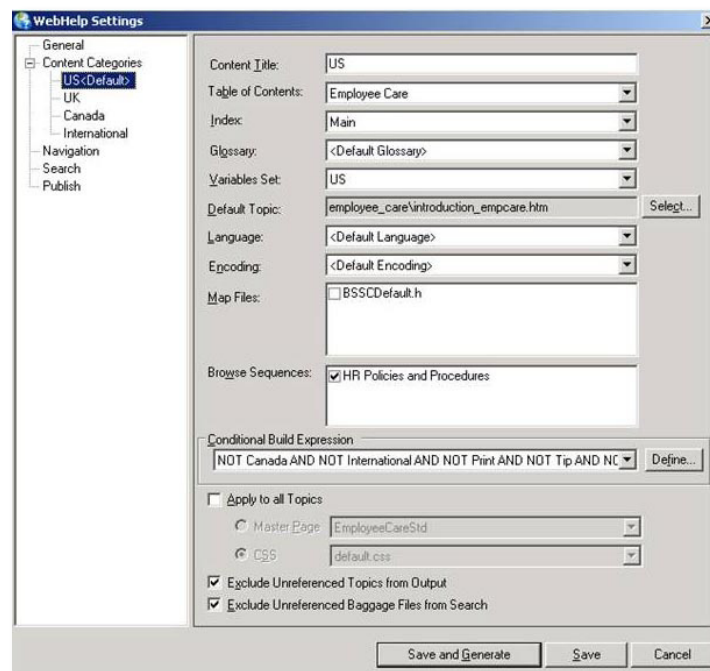 WebHelp Settings
General
Content Categories
US<Default>
UK
Canada
International
Navigation
Search
Publish
Content Title: US
Table of Contents: Employee Care
Index: Main
Glossary: <Default Glossary>
Variables Set: US
Default Topic: employee_care\introduction_empcare.htm Select...
Language: <Default Language>
Encoding: <Default Encoding>
Map Files: BSSCDefault.h
Browse Sequences: HR Policies and Procedures
Conditional Build Expression
NOT Canada AND NOT International AND NOT Print AND NOT Tip AND NO Define...
Apply to all Topics
Master Page EmployeeCareStd
CSS default.css
Exclude Unreferenced Topics from Output
Exclude Unreferenced Baggage Files from Search
Save and Generate Save Cancel